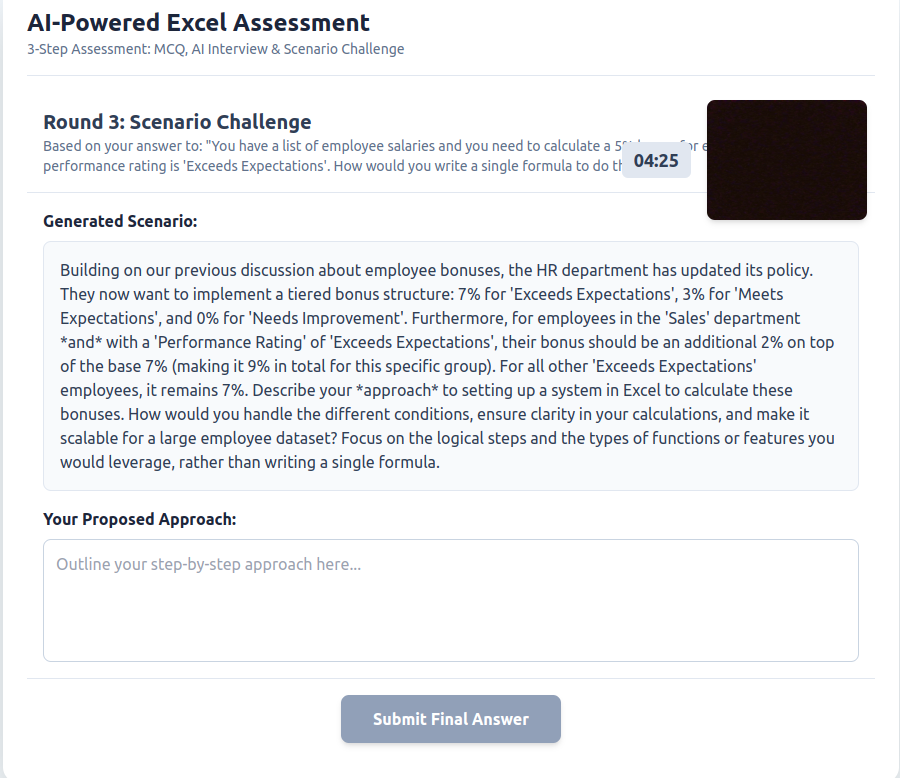 AI-Powered Excel Assessment
3-Step Assessment: MCQ, AI Interview & Scenario Challenge
Round 3: Scenario Challenge
Based on your answer to: "You have a list of employee salaries and you need to calculate a 5%
performance rating is 'Exceeds Expectations'. How would you write a single formula to do
04:25
Generated Scenario:
Building on our previous discussion about employee bonuses, the HR department has updated its policy.
They now want to implement a tiered bonus structure: 7% for 'Exceeds Expectations', 3% for 'Meets
Expectations', and 0% for 'Needs Improvement'. Furthermore, for employees in the 'Sales' department
*and* with a 'Performance Rating' of 'Exceeds Expectations', their bonus should be an additional 2% on top
of the base 7% (making it 9% in total for this specific group). For all other 'Exceeds Expectations'
employees, it remains 7%. Describe your *approach* to setting up a system in Excel to calculate these
bonuses. How would you handle the different conditions, ensure clarity in your calculations, and make it
scalable for a large employee dataset? Focus on the logical steps and the types of functions or features you
would leverage, rather than writing a single formula.
Your Proposed Approach:
Outline your step-by-step approach here...
Submit Final Answer